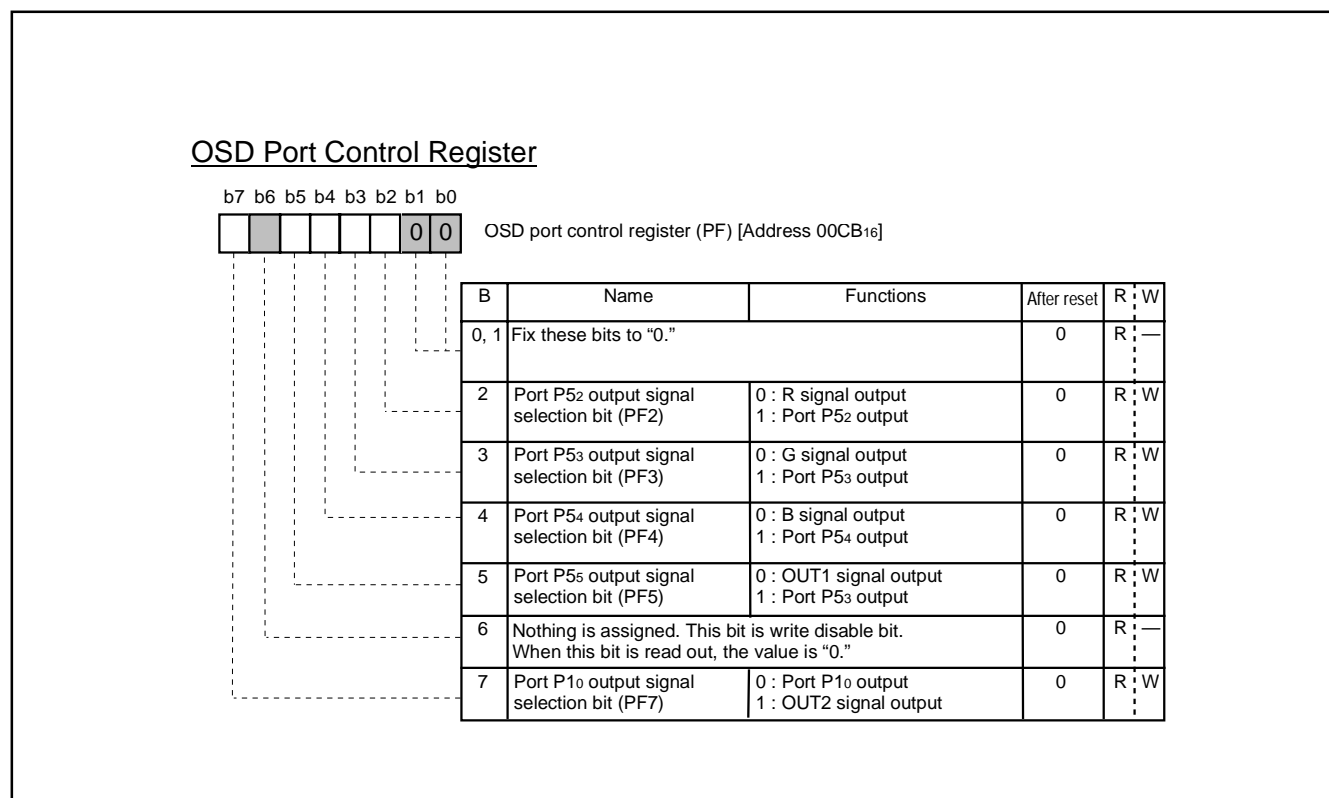 OSD Port Control Register
b7 b6 b5 b4 b3 b2 b1 b0
0 0 OSD port control register (PF) [Address 00CB₁₆]
B Name Functions After reset R W
0, 1 Fix these bits to “0.” 0 R —
2 Port P5₂ output signal 0 : R signal output 0 R W
selection bit (PF2) 1 : Port P5₂ output
3 Port P5₃ output signal 0 : G signal output 0 R W
selection bit (PF3) 1 : Port P5₃ output
4 Port P5₄ output signal 0 : B signal output 0 R W
selection bit (PF4) 1 : Port P5₄ output
5 Port P5₅ output signal 0 : OUT1 signal output 0 R W
selection bit (PF5) 1 : Port P5₃ output
6 Nothing is assigned. This bit is write disable bit. 0 R —
When this bit is read out, the value is “0.”
7 Port P1₀ output signal 0 : Port P1₀ output 0 R W
selection bit (PF7) 1 : OUT2 signal output